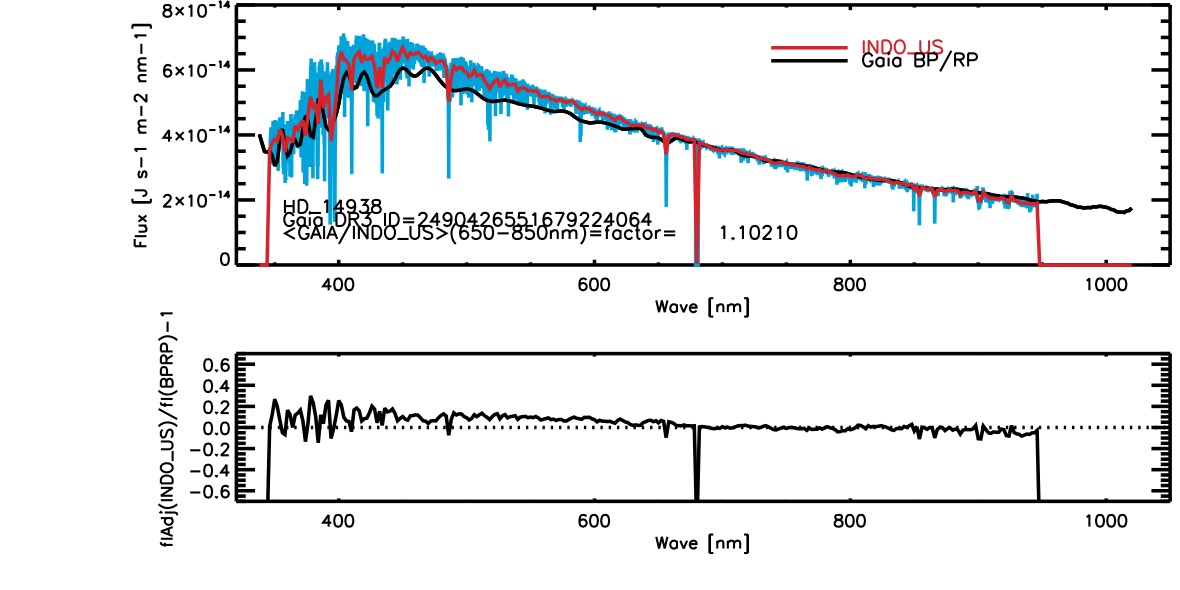 8×10⁻¹⁴
6×10⁻¹⁴
4×10⁻¹⁴
2×10⁻¹⁴
0
Flux [J s−1 m−2 nm−1]
INDO_US
Gaia BP/RP
HD_14938
Gaia DR3 ID=2490426551679224064
<GAIA/INDO_US>(650−850nm)=factor= 1.10210
400 600 800 1000
Wave [nm]
flAdj(INDO_US)/fl(BPRP)−1
0.6
0.4
0.2
0.0
−0.2
−0.4
−0.6
400 600 800 1000
Wave [nm]